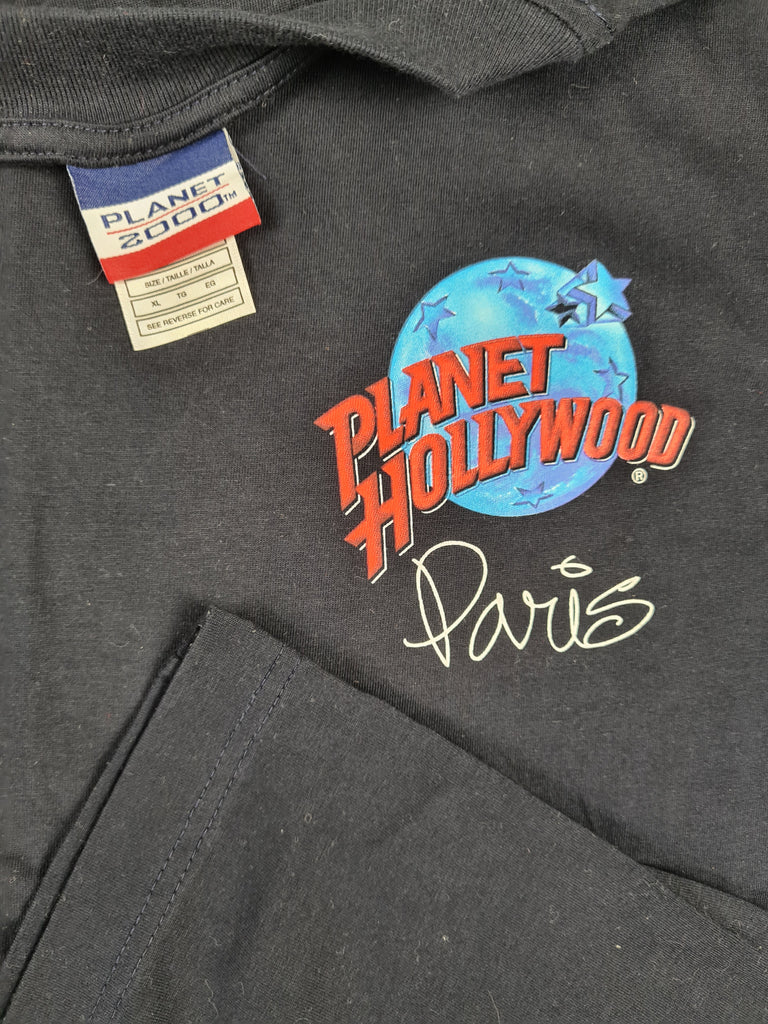 PLANET
2000™
SIZE / TAILLE / TALLA
XL TG EG
SEE REVERSE FOR CARE
PLANET
HOLLYWOOD®
Paris